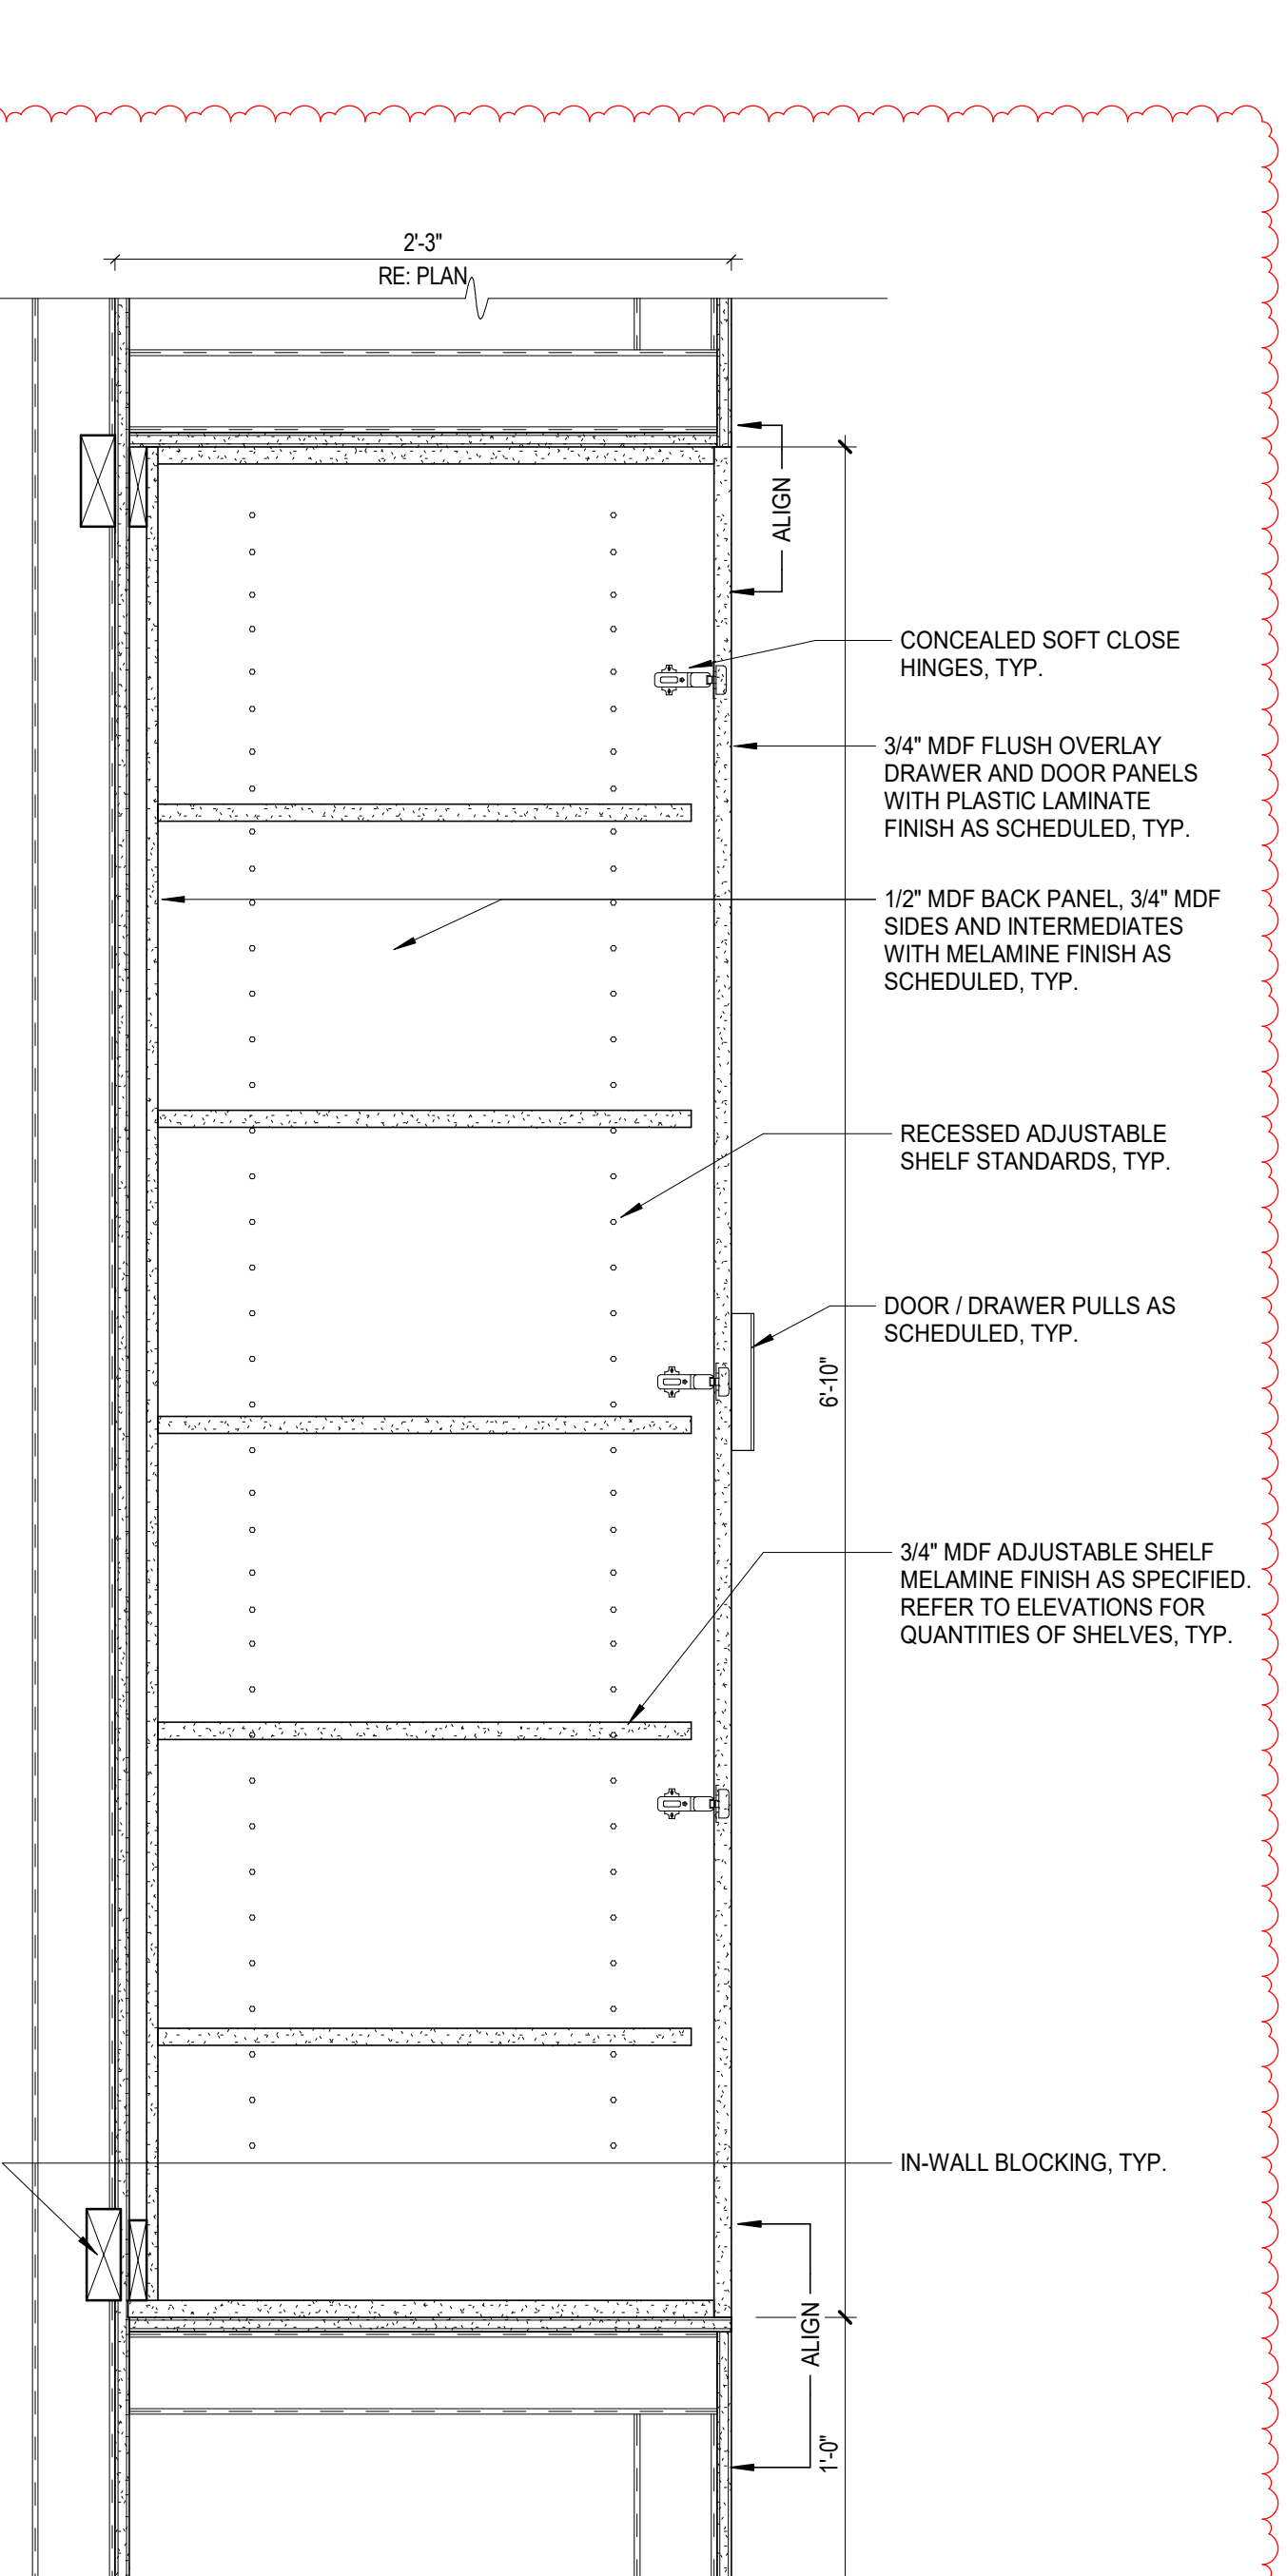 2'-3"
RE: PLAN
ALIGN
CONCEALED SOFT CLOSE
HINGES, TYP.
3/4" MDF FLUSH OVERLAY
DRAWER AND DOOR PANELS
WITH PLASTIC LAMINATE
FINISH AS SCHEDULED, TYP.
1/2" MDF BACK PANEL, 3/4" MDF
SIDES AND INTERMEDIATES
WITH MELAMINE FINISH AS
SCHEDULED, TYP.
RECESSED ADJUSTABLE
SHELF STANDARDS, TYP.
DOOR / DRAWER PULLS AS
SCHEDULED, TYP.
6'-10"
3/4" MDF ADJUSTABLE SHELF
MELAMINE FINISH AS SPECIFIED.
REFER TO ELEVATIONS FOR
QUANTITIES OF SHELVES, TYP.
IN-WALL BLOCKING, TYP.
ALIGN
1'-0"